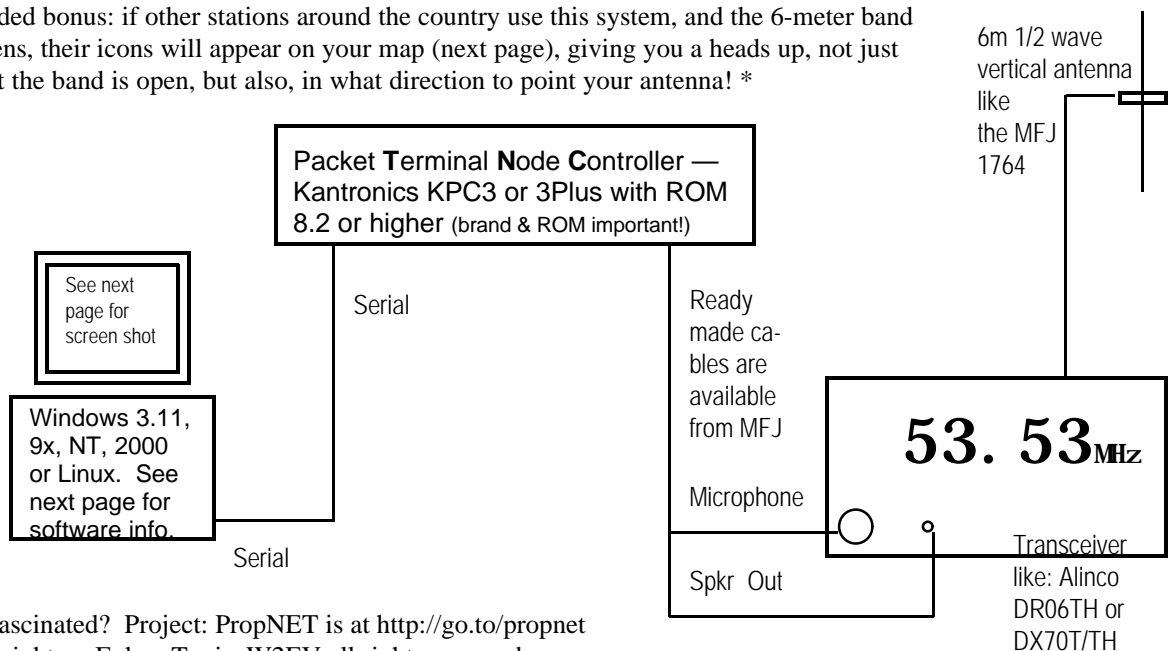 ded bonus: if other stations around the country use this system, and the 6-meter band
ens, their icons will appear on your map (next page), giving you a heads up, not just
t the band is open, but also, in what direction to point your antenna! *
6m 1/2 wave
vertical antenna
like
the MFJ
1764
Packet Terminal Node Controller —
Kantronics KPC3 or 3Plus with ROM
8.2 or higher (brand & ROM important!)
See next
page for
screen shot
Serial
Ready
made ca-
bles are
available
from MFJ
Windows 3.11,
9x, NT, 2000
or Linux. See
next page for
software info.
53. 53MHz
Microphone
Serial
Spkr Out
Transceiver
like: Alinco
DR06TH or
DX70T/TH
ascinated? Project: PropNET is at http://go.to/propnet